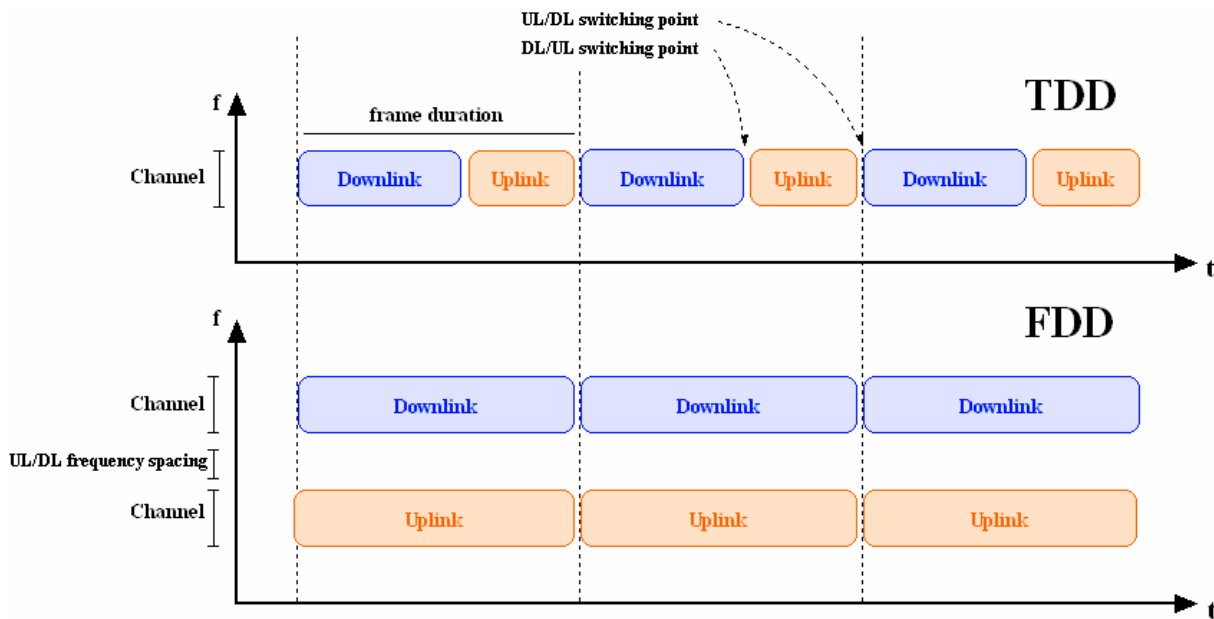 UL/DL switching point
DL/UL switching point
TDD
f
frame duration
Channel
Downlink
Uplink
Downlink
Uplink
Downlink
Uplink
t
FDD
f
Channel
Downlink
Downlink
Downlink
UL/DL frequency spacing
Channel
Uplink
Uplink
Uplink
t